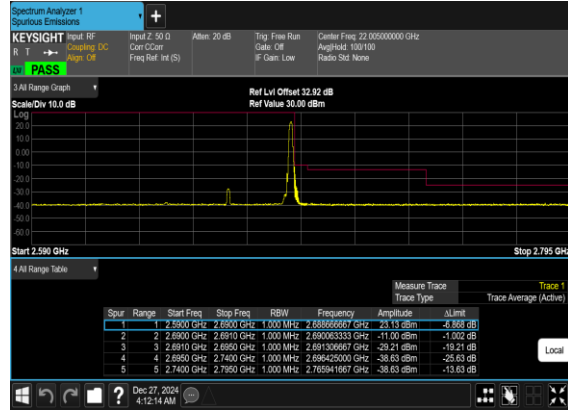 Spectrum Analyzer 1
Spurious Emissions
+
KEYSIGHT Input: RF Input Z: 50 Ω Atten: 20 dB Trig: Free Run Center Freq: 22.005000000 GHz
R T Coupling: DC Corr CCorr Gate: Off Avg|Hold: 100/100
Align: Off Freq Ref: Int (S) IF Gain: Low Radio Std: None
PASS
3 All Range Graph
Ref Lvl Offset 32.92 dB
Scale/Div 10.0 dB Ref Value 30.00 dBm
Log
20.0
10.0
0.00
-10.0
-20.0
-30.0
-40.0
-50.0
-60.0
Start 2.590 GHz Stop 2.795 GHz
4 All Range Table
Measure Trace Trace 1
Trace Type Trace Average (Active)
Spur Range Start Freq Stop Freq RBW Frequency Amplitude ΔLimit
1 1 2.5900 GHz 2.6900 GHz 1.000 MHz 2.688666667 GHz 23.13 dBm -6.868 dB
2 2 2.6900 GHz 2.6910 GHz 1.000 MHz 2.690063333 GHz -11.00 dBm -1.002 dB
3 3 2.6910 GHz 2.6950 GHz 1.000 MHz 2.691306667 GHz -29.21 dBm -19.21 dB
4 4 2.6950 GHz 2.7400 GHz 1.000 MHz 2.696425000 GHz -38.63 dBm -25.63 dB
5 5 2.7400 GHz 2.7950 GHz 1.000 MHz 2.765941667 GHz -38.63 dBm -13.63 dB
Local
? Dec 27, 2024
4:12:14 AM